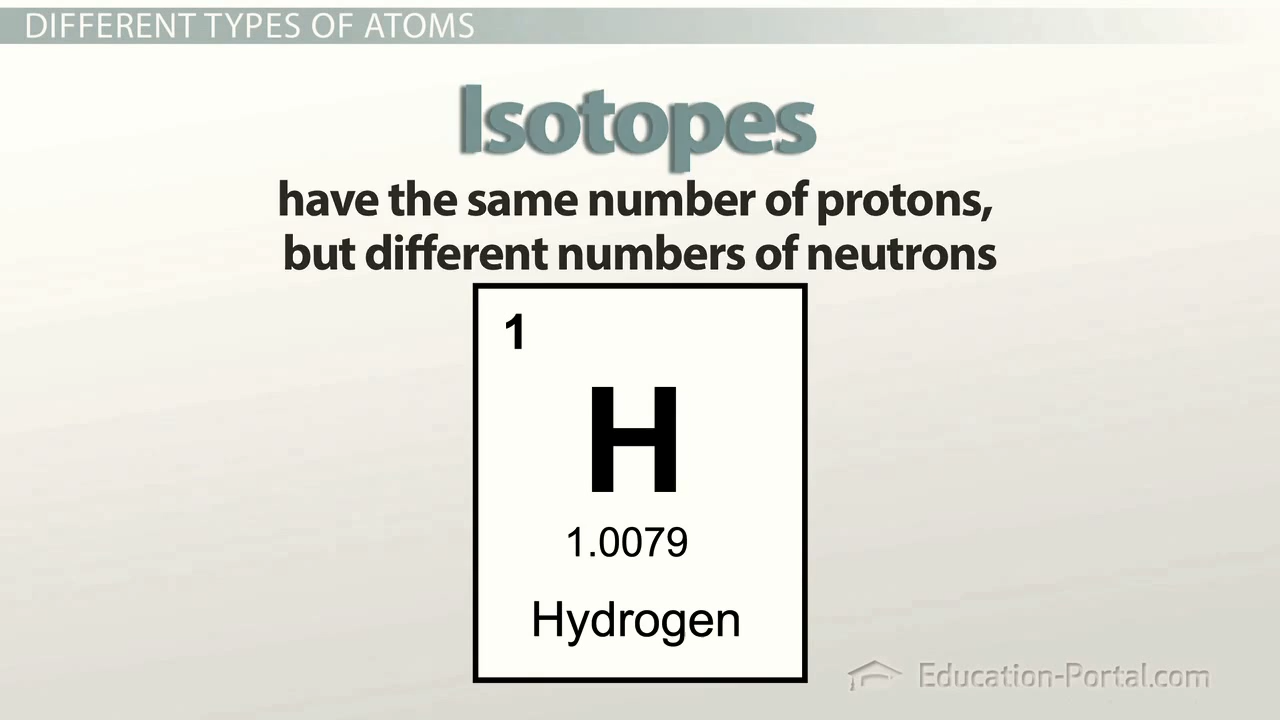 DIFFERENT TYPES OF ATOMS
Isotopes
have the same number of protons,
but different numbers of neutrons
1
H
1.0079
Hydrogen
Education-Portal.com